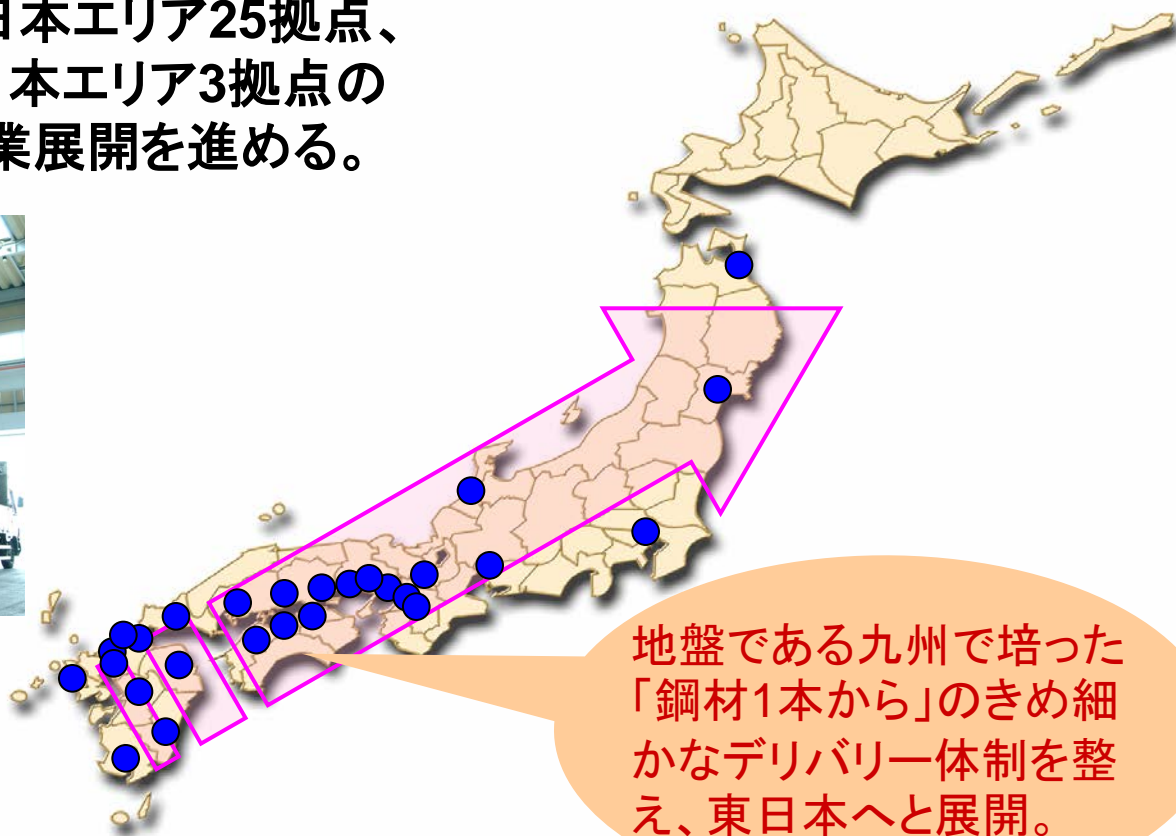 日本エリア25拠点、
本エリア3拠点の
業展開を進める。
地盤である九州で培った
「鋼材1本から」のきめ細
かなデリバリー体制を整
え、東日本へと展開。